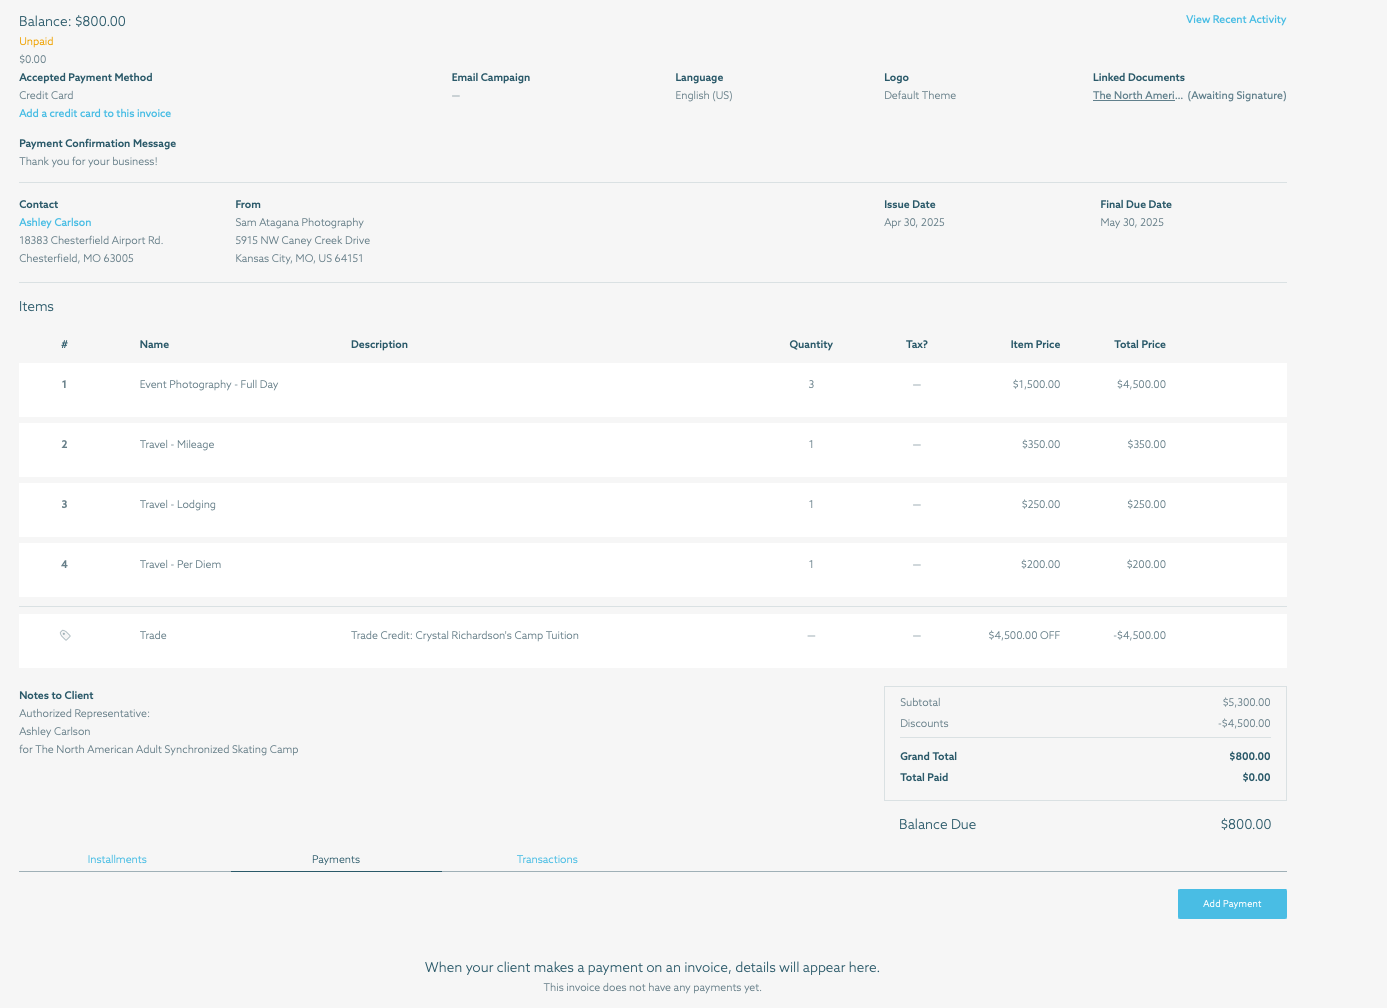 Balance: $800.00
View Recent Activity
Unpaid
$0.00
Accepted Payment Method
Credit Card
Add a credit card to this invoice
Email Campaign
—
Language
English (US)
Logo
Default Theme
Linked Documents
The North Ameri... (Awaiting Signature)
Payment Confirmation Message
Thank you for your business!
Contact
Ashley Carlson
18383 Chesterfield Airport Rd.
Chesterfield, MO 63005
From
Sam Atagana Photography
5915 NW Caney Creek Drive
Kansas City, MO, US 64151
Issue Date
Apr 30, 2025
Final Due Date
May 30, 2025
Items
# Name Description Quantity Tax? Item Price Total Price
1 Event Photography - Full Day 3 — $1,500.00 $4,500.00
2 Travel - Mileage 1 — $350.00 $350.00
3 Travel - Lodging 1 — $250.00 $250.00
4 Travel - Per Diem 1 — $200.00 $200.00
Trade Trade Credit: Crystal Richardson's Camp Tuition — — $4,500.00 OFF -$4,500.00
Notes to Client
Authorized Representative:
Ashley Carlson
for The North American Adult Synchronized Skating Camp
Subtotal $5,300.00
Discounts -$4,500.00
Grand Total $800.00
Total Paid $0.00
Balance Due $800.00
Installments Payments Transactions
Add Payment
When your client makes a payment on an invoice, details will appear here.
This invoice does not have any payments yet.